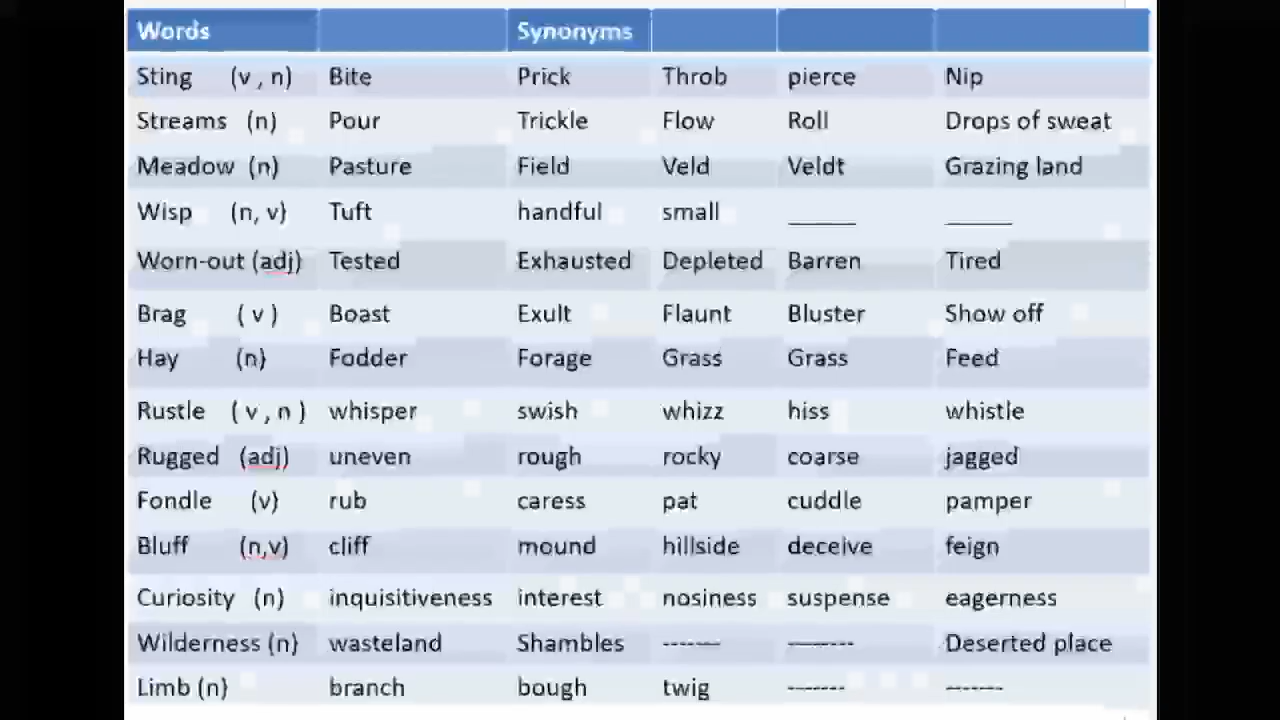 Words Synonyms
Sting (v , n) Bite Prick Throb pierce Nip
Streams (n) Pour Trickle Flow Roll Drops of sweat
Meadow (n) Pasture Field Veld Veldt Grazing land
Wisp (n, v) Tuft handful small ______ ______
Worn-out (adj) Tested Exhausted Depleted Barren Tired
Brag ( v ) Boast Exult Flaunt Bluster Show off
Hay (n) Fodder Forage Grass Grass Feed
Rustle ( v , n ) whisper swish whizz hiss whistle
Rugged (adj) uneven rough rocky coarse jagged
Fondle (v) rub caress pat cuddle pamper
Bluff (n,v) cliff mound hillside deceive feign
Curiosity (n) inquisitiveness interest nosiness suspense eagerness
Wilderness (n) wasteland Shambles ------- -------- Deserted place
Limb (n) branch bough twig ------- -------